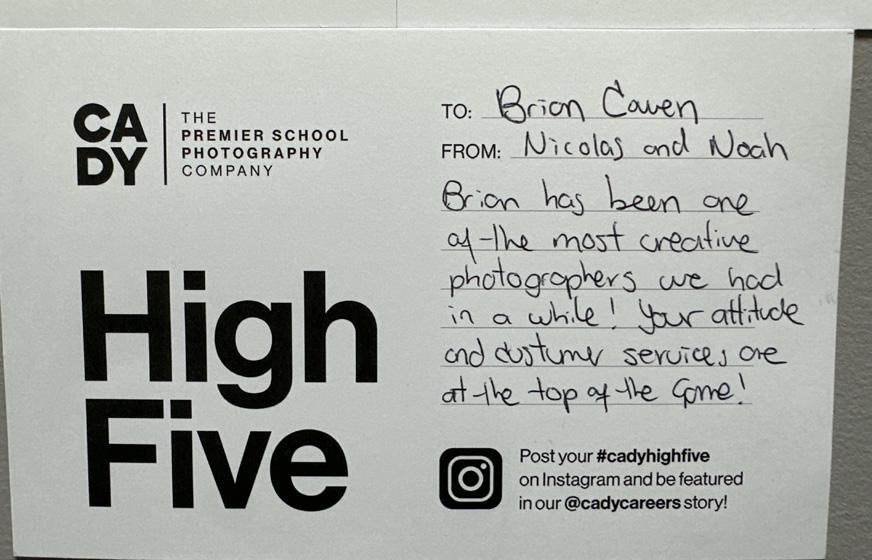 CA
DY
THE
PREMIER SCHOOL
PHOTOGRAPHY
COMPANY
High
Five
TO: Brian Caven
FROM: Nicolas and Noah
Brian has been one
of the most creative
photographers we had
in a while! Your attitude
and custumer services are
at the top of the Game!
Post your #cadyhighfive
on Instagram and be featured
in our @cadycareers story!